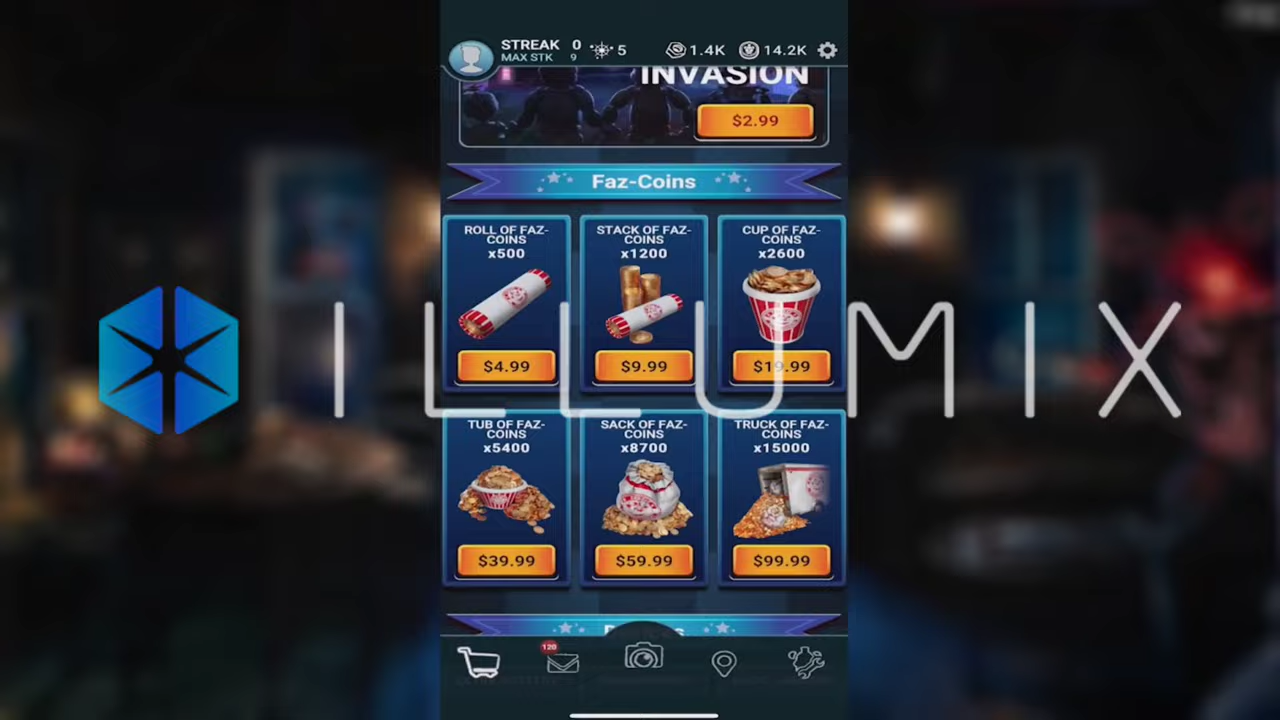 STREAK 0
MAX STK 9
5
1.4K
14.2K
INVASION
$2.99
Faz-Coins
ROLL OF FAZ-
COINS
x500
$4.99
STACK OF FAZ-
COINS
x1200
$9.99
CUP OF FAZ-
COINS
x2600
$19.99
ILLUMIX
TUB OF FAZ-
COINS
x5400
$39.99
SACK OF FAZ-
COINS
x8700
$59.99
TRUCK OF FAZ-
COINS
x15000
$99.99
120